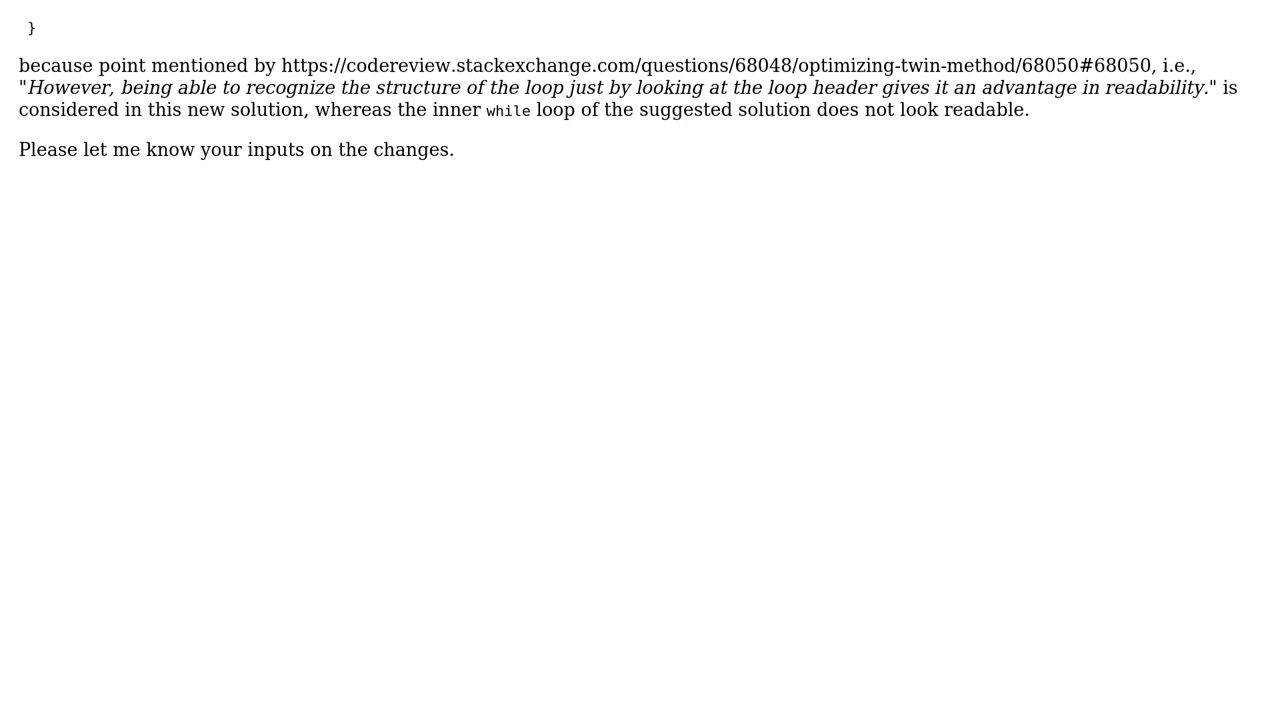 }
because point mentioned by https://codereview.stackexchange.com/questions/68048/optimizing-twin-method/68050#68050, i.e.,
"However, being able to recognize the structure of the loop just by looking at the loop header gives it an advantage in readability." is
considered in this new solution, whereas the inner while loop of the suggested solution does not look readable.
Please let me know your inputs on the changes.